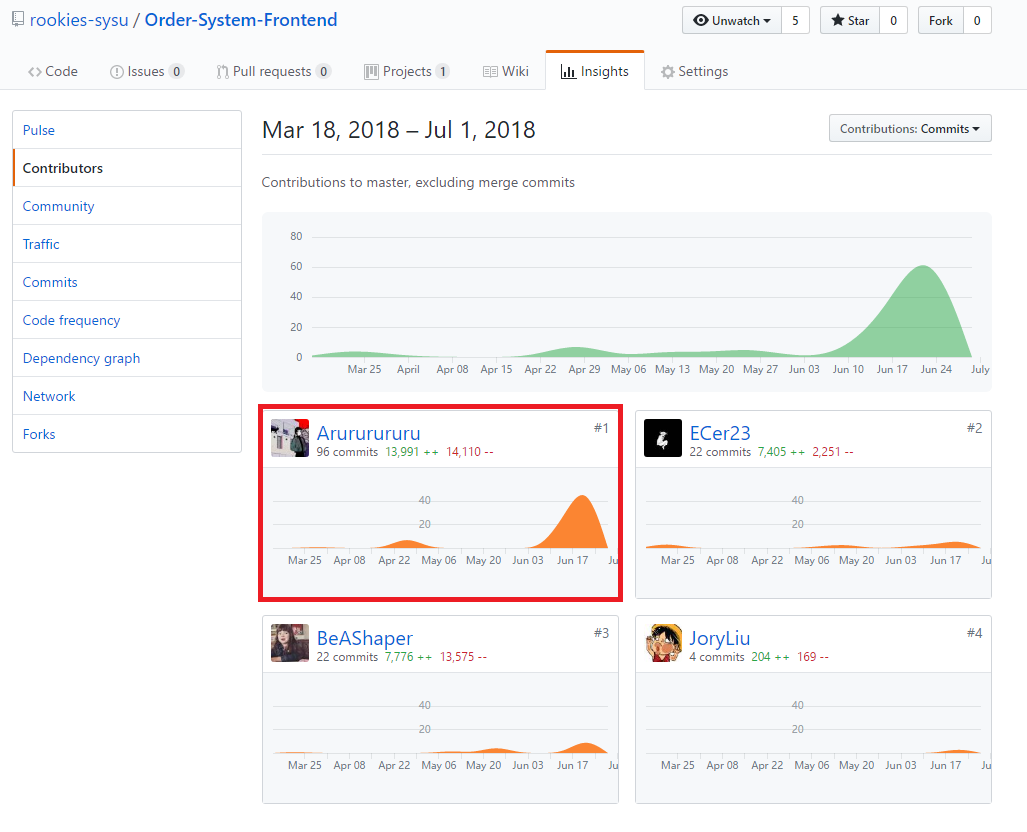 rookies-sysu / Order-System-Frontend
Unwatch 5 Star 0 Fork 0
Code Issues 0 Pull requests 0 Projects 1 Wiki Insights Settings
Pulse
Contributors
Community
Traffic
Commits
Code frequency
Dependency graph
Network
Forks
Mar 18, 2018 – Jul 1, 2018
Contributions: Commits
Contributions to master, excluding merge commits
80
60
40
20
0
Mar 25 April Apr 08 Apr 15 Apr 22 Apr 29 May 06 May 13 May 20 May 27 Jun 03 Jun 10 Jun 17 Jun 24 July
Arurururuu #1
96 commits 13,991 ++ 14,110 --
40
20
Mar 25 Apr 08 Apr 22 May 06 May 20 Jun 03 Jun 17 Ju
ECer23 #2
22 commits 7,405 ++ 2,251 --
40
20
Mar 25 Apr 08 Apr 22 May 06 May 20 Jun 03 Jun 17 Ju
BeAShaper #3
22 commits 7,776 ++ 13,575 --
40
20
Mar 25 Apr 08 Apr 22 May 06 May 20 Jun 03 Jun 17 Ju
JoryLiu #4
4 commits 204 ++ 169 --
40
20
Mar 25 Apr 08 Apr 22 May 06 May 20 Jun 03 Jun 17 Ju